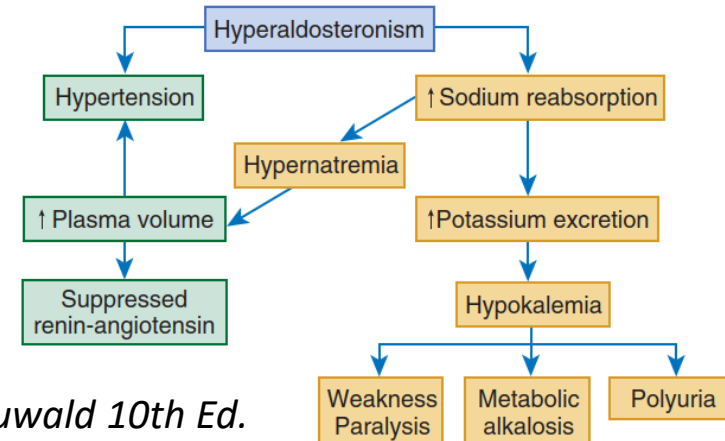 Hyperaldosteronism
Hypertension
↑ Sodium reabsorption
Hypernatremia
↑ Plasma volume
↑Potassium excretion
Suppressed
renin-angiotensin
Hypokalemia
Weakness
Paralysis
Metabolic
alkalosis
Polyuria
uwald 10th Ed.